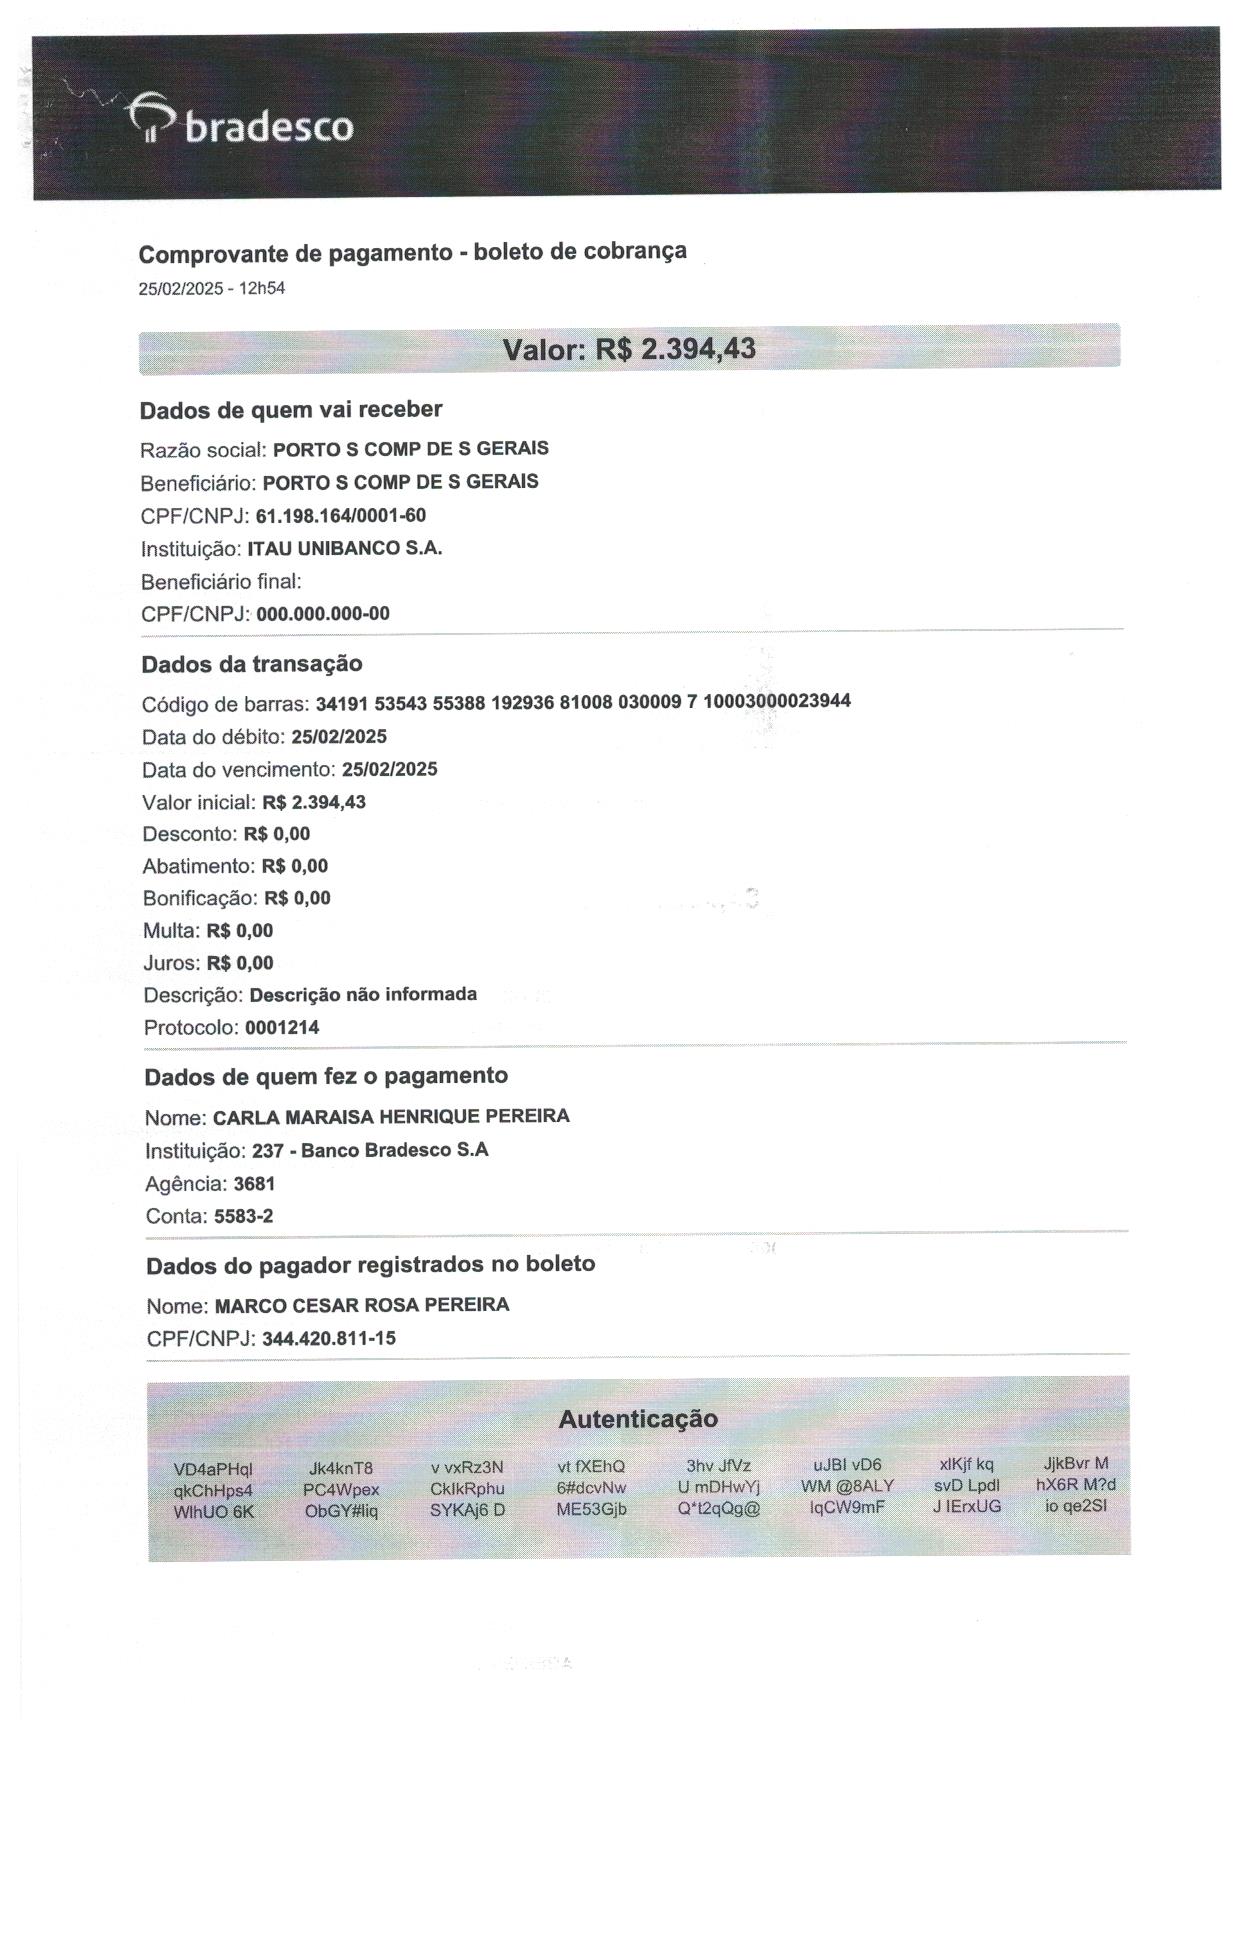 bradesco
Comprovante de pagamento - boleto de cobrança
25/02/2025 - 12h54
Valor: R$ 2.394,43
Dados de quem vai receber
Razão social: PORTO S COMP DE S GERAIS
Beneficiário: PORTO S COMP DE S GERAIS
CPF/CNPJ: 61.198.164/0001-60
Instituição: ITAU UNIBANCO S.A.
Beneficiário final:
CPF/CNPJ: 000.000.000-00
Dados da transação
Código de barras: 34191 53543 55388 192936 81008 030009 7 10003000023944
Data do débito: 25/02/2025
Data do vencimento: 25/02/2025
Valor inicial: R$ 2.394,43
Desconto: R$ 0,00
Abatimento: R$ 0,00
Bonificação: R$ 0,00
Multa: R$ 0,00
Juros: R$ 0,00
Descrição: Descrição não informada
Protocolo: 0001214
Dados de quem fez o pagamento
Nome: CARLA MARAISA HENRIQUE PEREIRA
Instituição: 237 - Banco Bradesco S.A
Agência: 3681
Conta: 5583-2
Dados do pagador registrados no boleto
Nome: MARCO CESAR ROSA PEREIRA
CPF/CNPJ: 344.420.811-15
Autenticação
VD4aPHql Jk4knT8 v vxRz3N vt fXEhQ 3hv JfVz uJBI vD6 xlKjf kq JjkBvr M
qkChHps4 PC4Wpex CklkRphu 6#dcvNw U mDHwYj WM @8ALY svD Lpdl hX6R M?d
WlhUO 6K ObGY#liq SYKAj6 D ME53Gjb Q*t2qQg@ lqCW9mF J lErxUG io qe2Sl